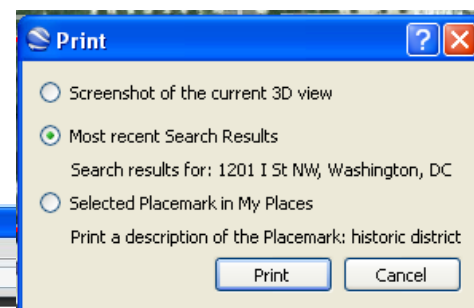 Print
Screenshot of the current 3D view
Most recent Search Results
Search results for: 1201 I St NW, Washington, DC
Selected Placemark in My Places
Print a description of the Placemark: historic district
Print Cancel